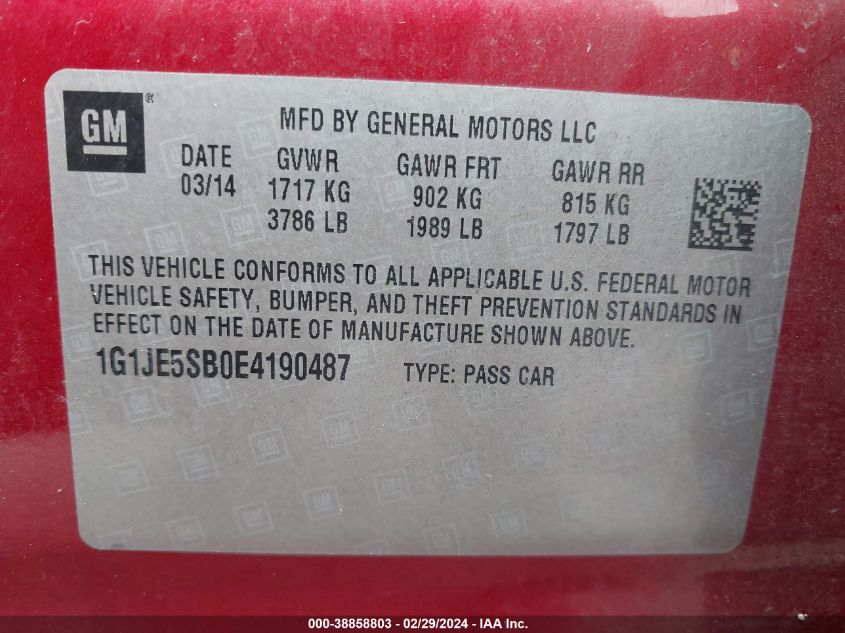 GM®
MFD BY GENERAL MOTORS LLC
DATE GVWR GAWR FRT GAWR RR
03/14 1717 KG 902 KG 815 KG
3786 LB 1989 LB 1797 LB
THIS VEHICLE CONFORMS TO ALL APPLICABLE U.S. FEDERAL MOTOR
VEHICLE SAFETY, BUMPER, AND THEFT PREVENTION STANDARDS IN
EFFECT ON THE DATE OF MANUFACTURE SHOWN ABOVE.
1G1JE5SB0E4190487 TYPE: PASS CAR
000-38858803 - 02/29/2024 - IAAI Inc.